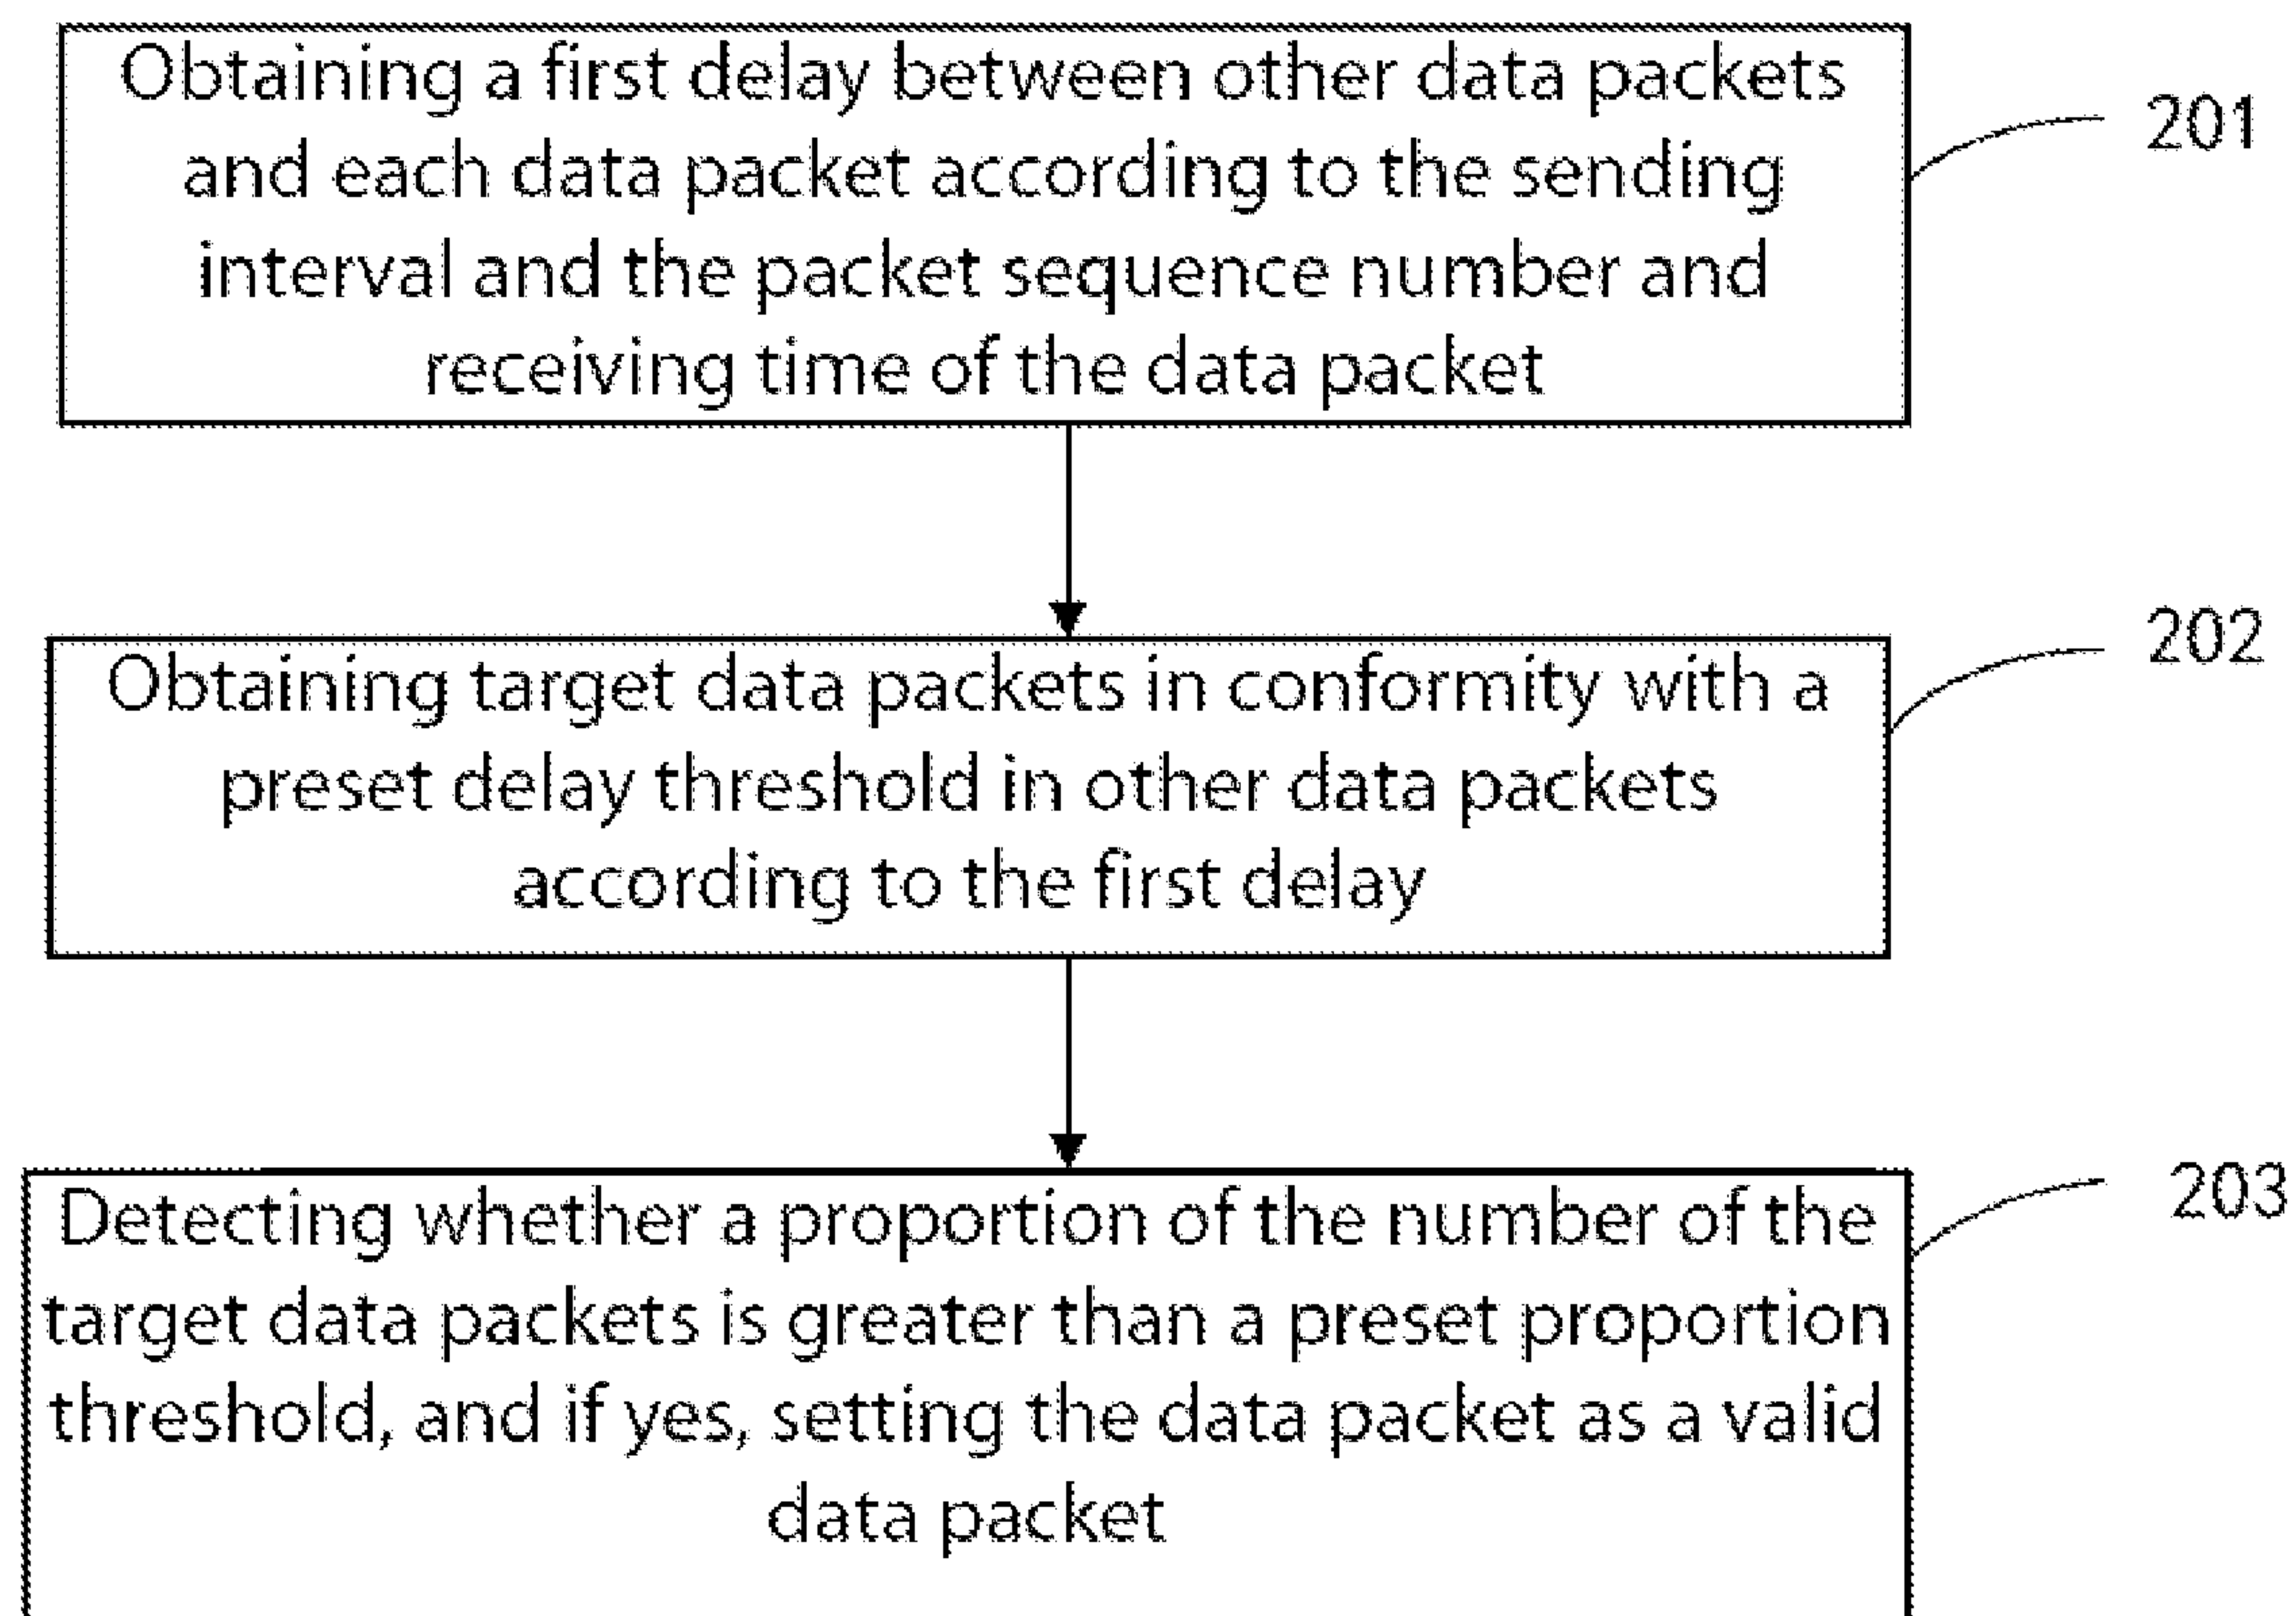 Obtaining a first delay between other data packets
and each data packet according to the sending
interval and the packet sequence number and
receiving time of the data packet
201
Obtaining target data packets in conformity with a
preset delay threshold in other data packets
according to the first delay
202
Detecting whether a proportion of the number of the
target data packets is greater than a preset proportion
threshold, and if yes, setting the data packet as a valid
data packet
203